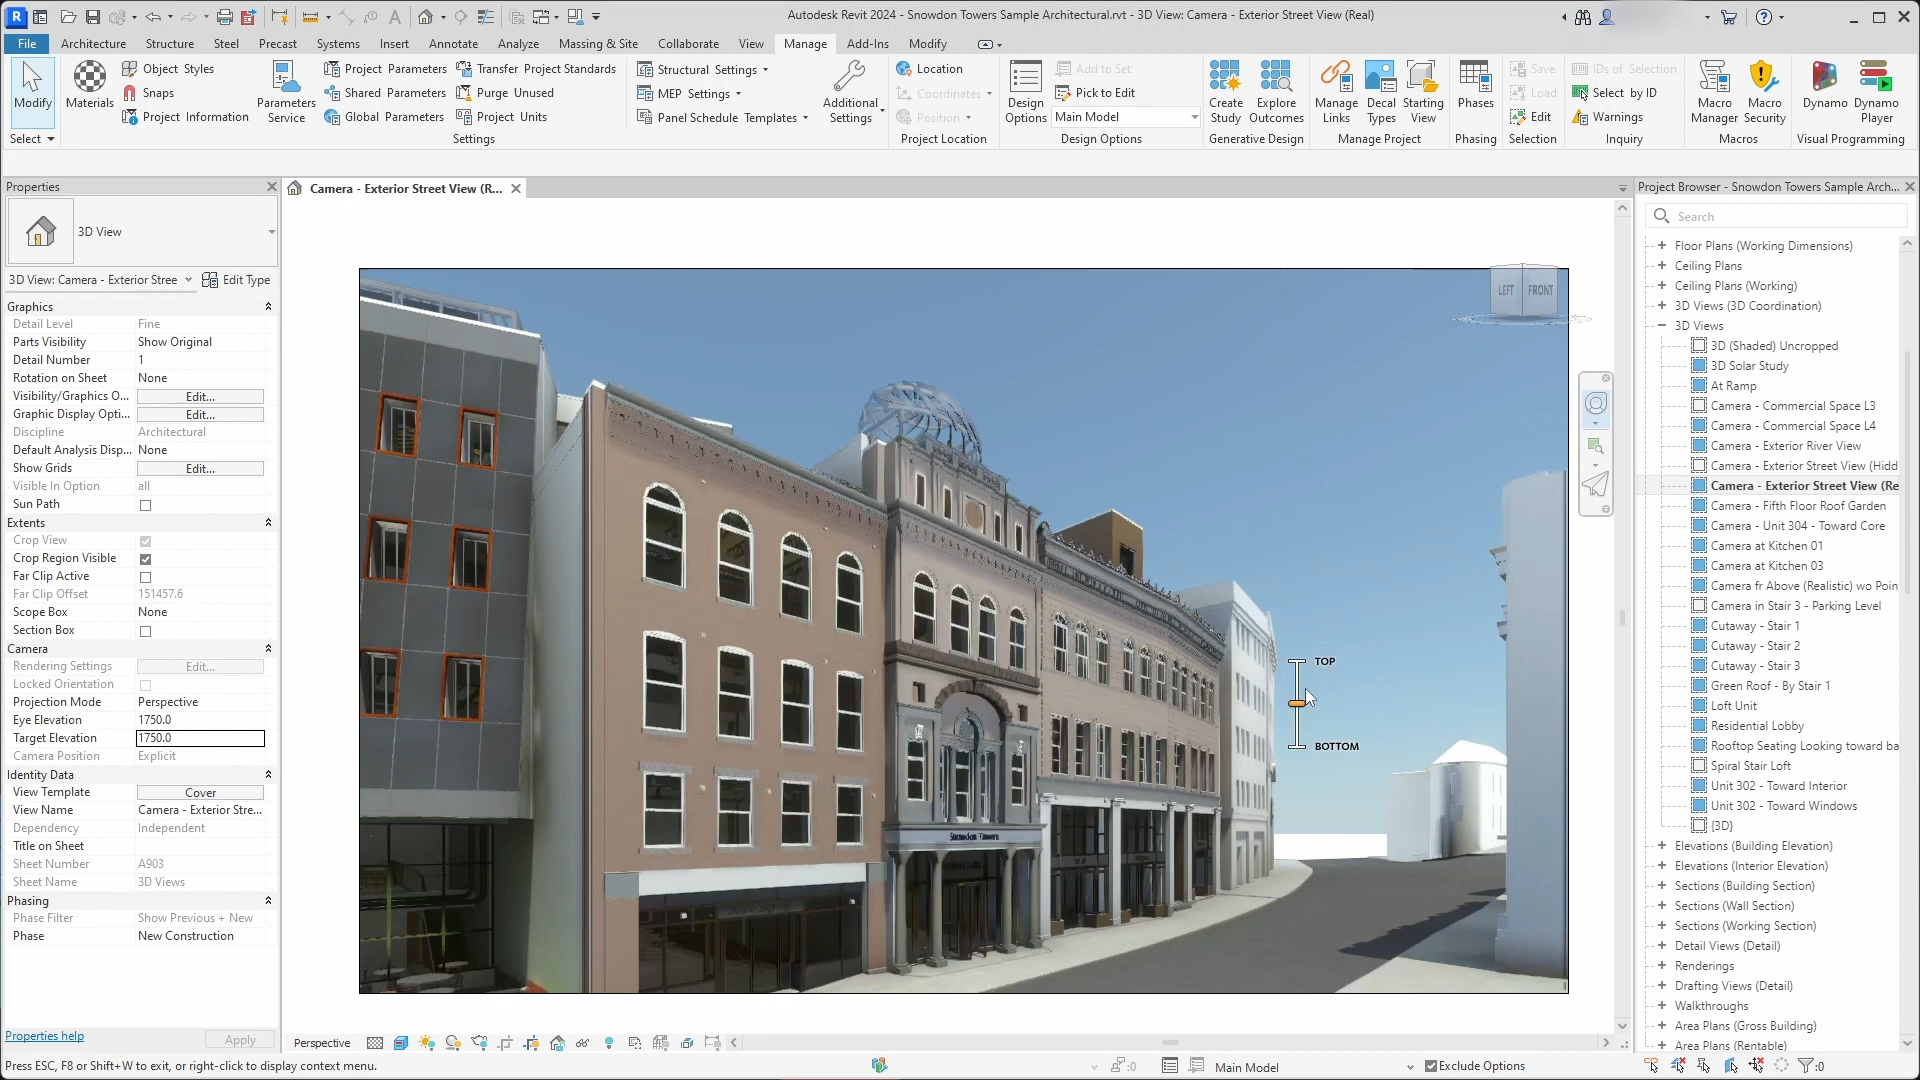 Autodesk Revit 2024 - Snowdon Towers Sample Architectural.rvt - 3D View: Camera - Exterior Street View (Real)
File Architecture Structure Steel Precast Systems Insert Annotate Analyze Massing & Site Collaborate View Manage Add-Ins Modify
Modify
Select
Materials
Object Styles
Snaps
Project Information
Parameters Service
Project Parameters
Shared Parameters
Global Parameters
Transfer Project Standards
Purge Unused
Project Units
Settings
Structural Settings
MEP Settings
Panel Schedule Templates
Additional Settings
Location
Coordinates
Position
Project Location
Design Options
Add to Set
Pick to Edit
Main Model
Design Options
Create Study
Explore Outcomes
Generative Design
Manage Links
Decal Types
Starting View
Manage Project
Phases
Phasing
Save
Load
Edit
Selection
IDs of Selection
Select by ID
Warnings
Inquiry
Macro Manager
Macro Security
Macros
Dynamo
Dynamo Player
Visual Programming
Properties
3D View
3D View: Camera - Exterior Stree
Edit Type
Graphics
Detail Level Fine
Parts Visibility Show Original
Detail Number 1
Rotation on Sheet None
Visibility/Graphics O... Edit...
Graphic Display Opti... Edit...
Discipline Architectural
Default Analysis Disp... None
Show Grids Edit...
Visible In Option all
Sun Path
Extents
Crop View
Crop Region Visible
Far Clip Active
Far Clip Offset 151457.6
Scope Box None
Section Box
Camera
Rendering Settings Edit...
Locked Orientation
Projection Mode Perspective
Eye Elevation 1750.0
Target Elevation 1750.0
Camera Position Explicit
Identity Data
View Template Cover
View Name Camera - Exterior Stre...
Dependency Independent
Title on Sheet
Sheet Number A903
Sheet Name 3D Views
Phasing
Phase Filter Show Previous + New
Phase New Construction
Properties help
Apply
Camera - Exterior Street View (R...
LEFT FRONT
TOP
BOTTOM
Snowdon Towers
Perspective
Project Browser - Snowdon Towers Sample Arch...
Search
Floor Plans (Working Dimensions)
Ceiling Plans
Ceiling Plans (Working)
3D Views (3D Coordination)
3D Views
3D (Shaded) Uncropped
3D Solar Study
At Ramp
Camera - Commercial Space L3
Camera - Commercial Space L4
Camera - Exterior River View
Camera - Exterior Street View (Hidd
Camera - Exterior Street View (Re
Camera - Fifth Floor Roof Garden
Camera - Unit 304 - Toward Core
Camera at Kitchen 01
Camera at Kitchen 03
Camera fr Above (Realistic) wo Poin
Camera in Stair 3 - Parking Level
Cutaway - Stair 1
Cutaway - Stair 2
Cutaway - Stair 3
Green Roof - By Stair 1
Loft Unit
Residential Lobby
Rooftop Seating Looking toward ba
Spiral Stair Loft
Unit 302 - Toward Interior
Unit 302 - Toward Windows
{3D}
Elevations (Building Elevation)
Elevations (Interior Elevation)
Sections (Building Section)
Sections (Wall Section)
Sections (Working Section)
Detail Views (Detail)
Renderings
Drafting Views (Detail)
Walkthroughs
Area Plans (Gross Building)
Area Plans (Rentable)
Press ESC, F8 or Shift+W to exit, or right-click to display context menu.
:0
Main Model
Exclude Options
:0